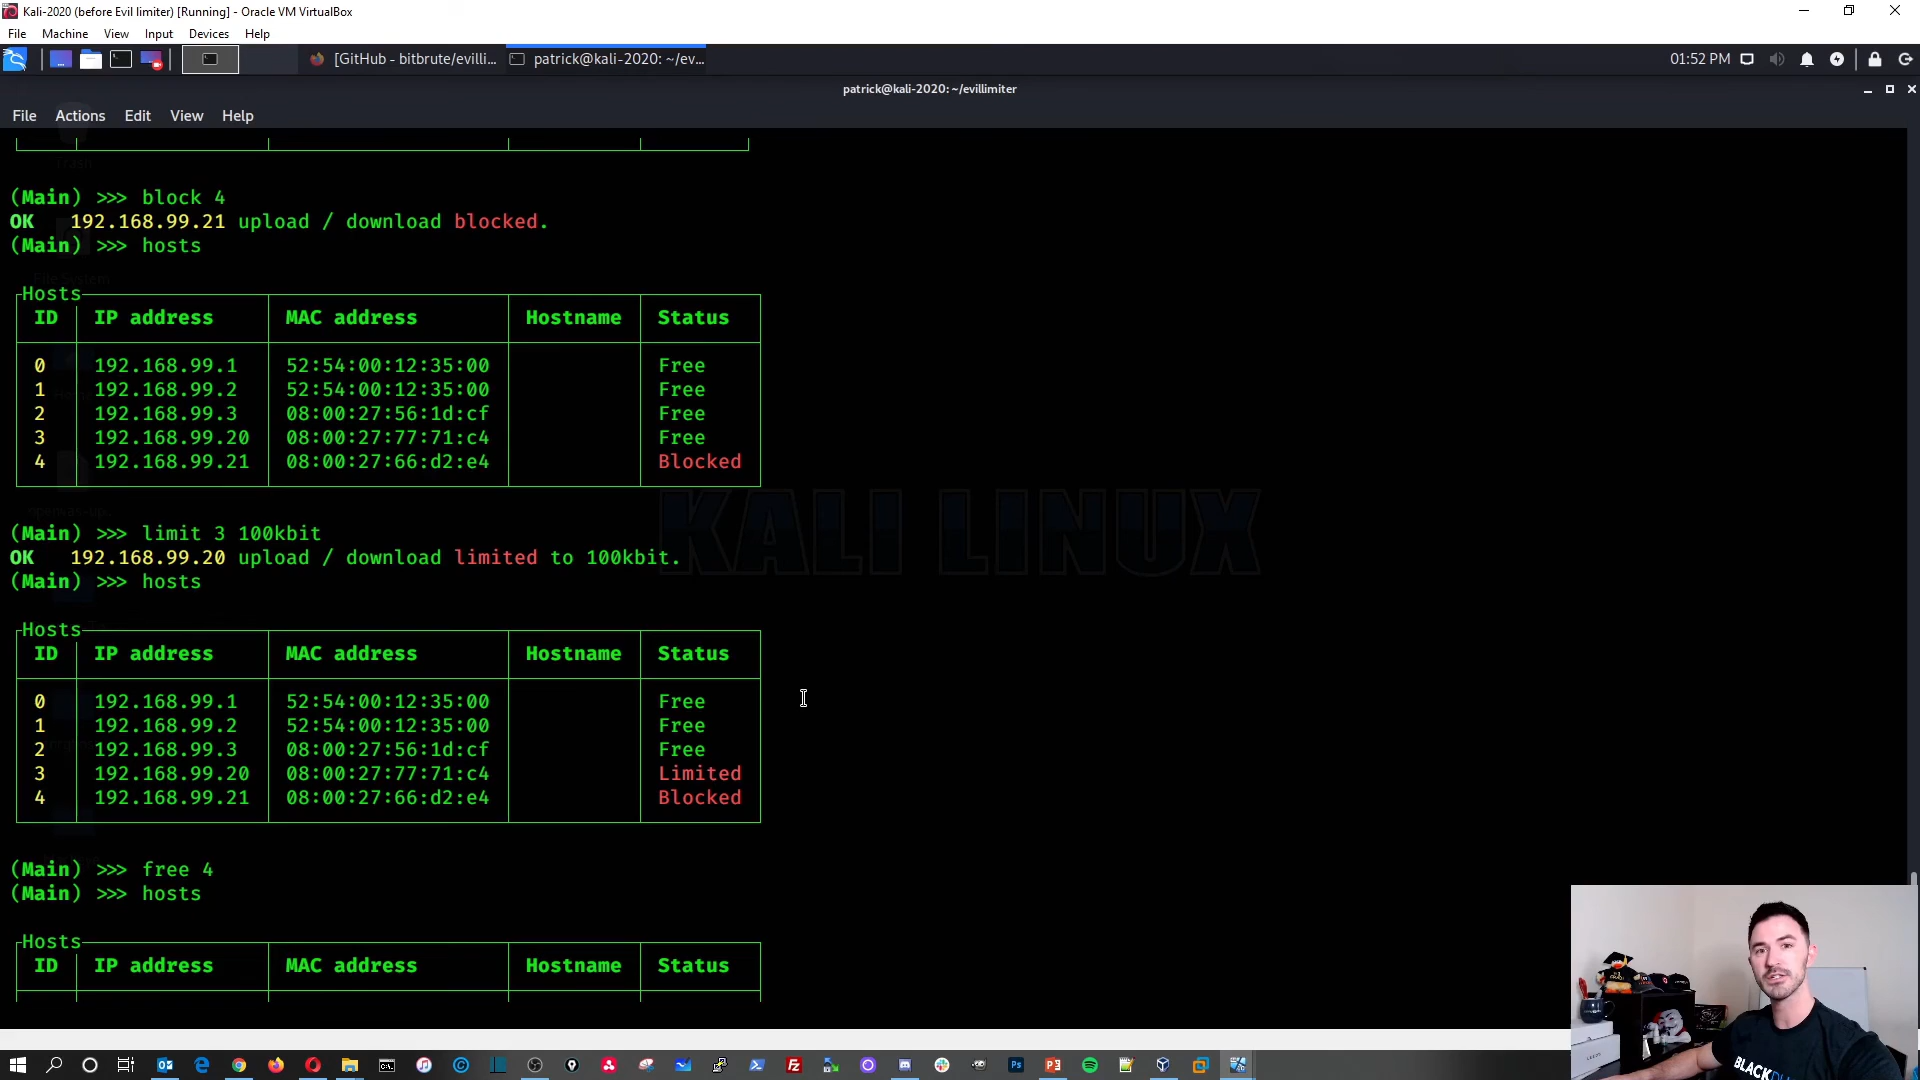 Kali-2020 (before Evil limiter) [Running] - Oracle VM VirtualBox
File Machine View Input Devices Help
[GitHub - bitbrute/evilli...
patrick@kali-2020: ~/ev...
01:52 PM
patrick@kali-2020: ~/evillimiter
File Actions Edit View Help
Trash
(Main) >>> block 4
OK 192.168.99.21 upload / download blocked.
(Main) >>> hosts
File System
Hosts
ID IP address MAC address Hostname Status
0 192.168.99.1 52:54:00:12:35:00 Free
1 192.168.99.2 52:54:00:12:35:00 Free
2 192.168.99.3 08:00:27:56:1d:cf Free
3 192.168.99.20 08:00:27:77:71:c4 Free
4 192.168.99.21 08:00:27:66:d2:e4 Blocked
KALI LINUX
(Main) >>> limit 3 100kbit
OK 192.168.99.20 upload / download limited to 100kbit.
(Main) >>> hosts
Hosts
ID IP address MAC address Hostname Status
0 192.168.99.1 52:54:00:12:35:00 Free
1 192.168.99.2 52:54:00:12:35:00 Free
2 192.168.99.3 08:00:27:56:1d:cf Free
3 192.168.99.20 08:00:27:77:71:c4 Limited
4 192.168.99.21 08:00:27:66:d2:e4 Blocked
(Main) >>> free 4
(Main) >>> hosts
Hosts
ID IP address MAC address Hostname Status